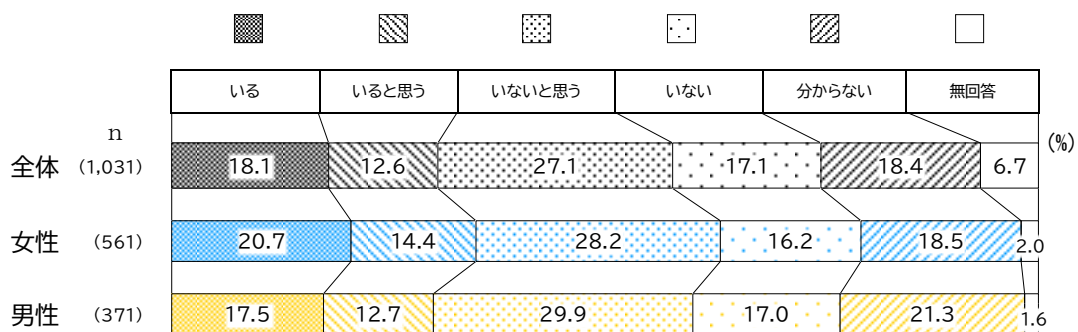 いる いると思う いないと思う いない 分からない 無回答
n
(%)
全体 (1,031) 18.1 12.6 27.1 17.1 18.4 6.7
女性 (561) 20.7 14.4 28.2 16.2 18.5 2.0
男性 (371) 17.5 12.7 29.9 17.0 21.3 1.6